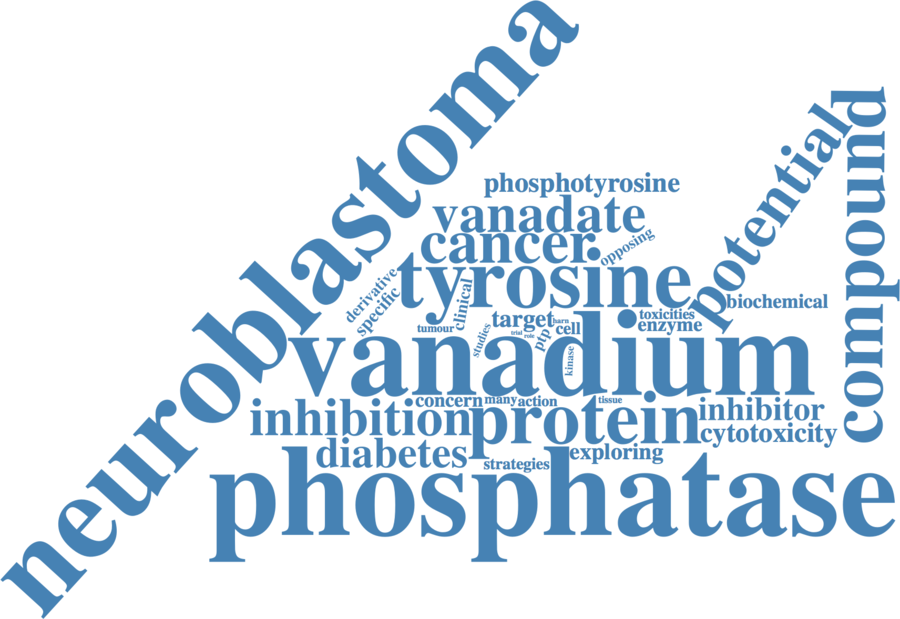 neuroblastoma
phosphotyrosine
vanadate
cancer
opposing
tyrosine
potential
compound
derivative
specific
clinical
biochemical
toxicities
target
barn
cell
enzyme
tumour
studies
trial
role
ptp
kinase
vanadium
concern
many
action
tissue
inhibition
protein
inhibitor
cytotoxicity
diabetes
strategies
exploring
phosphatase